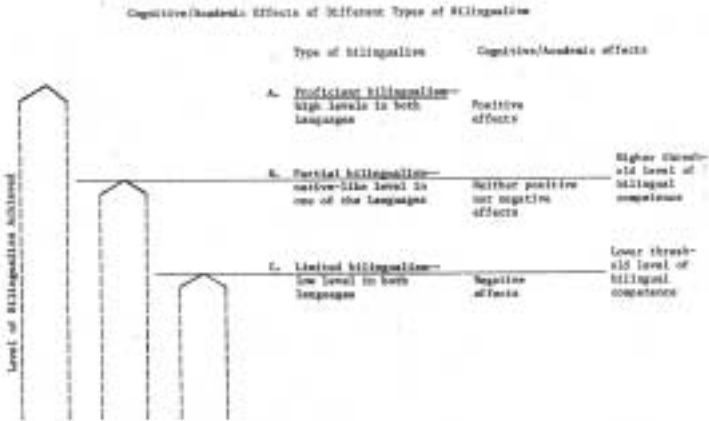 Cognitive/Academic Effects of Different Types of Bilingualism
Type of bilingualism
Cognitive/Academic effects
A. Proficient bilingualism—
high levels in both
languages
Positive
effects
B. Partial bilingualism—
native-like level in
one of the languages
Neither positive
nor negative
effects
Higher thresh-
old level of
bilingual
competence
C. Limited bilingualism—
low level in both
languages
Negative
effects
Lower thresh-
old level of
bilingual
competence
Level of Bilingualism Achieved